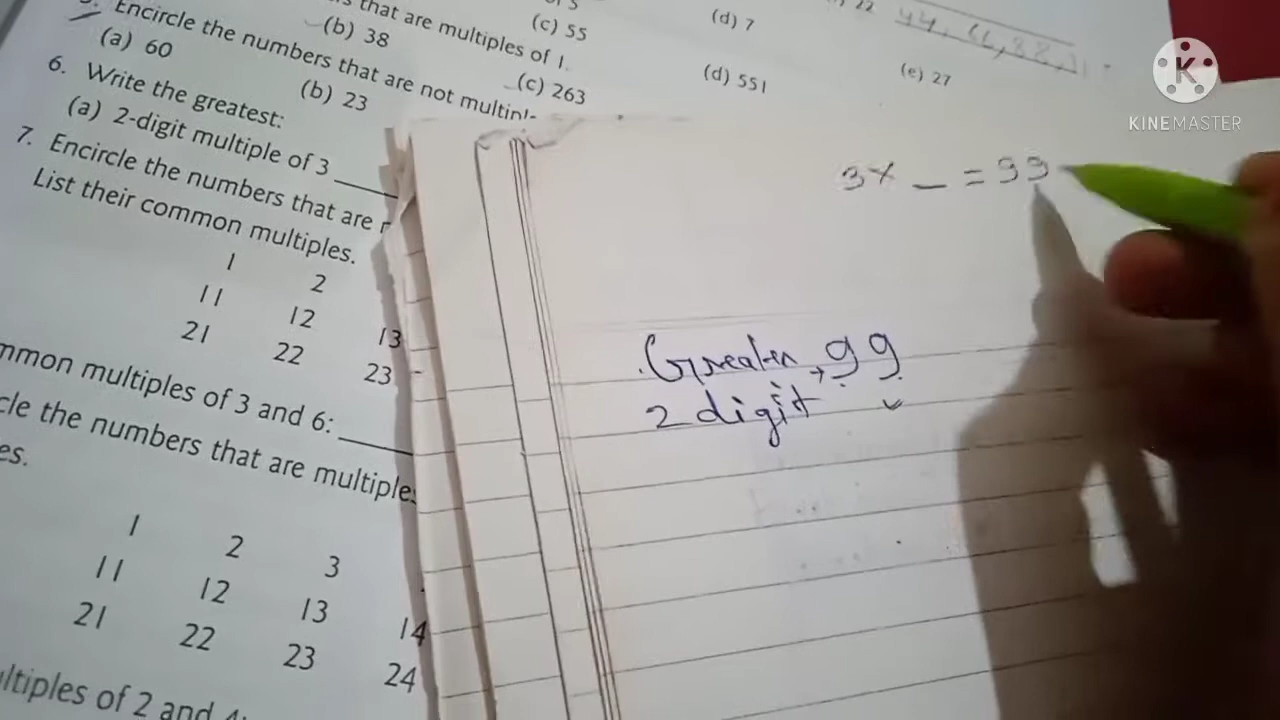 (c) 55
(d) 7
22 44,
that are multiples of 1.
(a) 60
(b) 38
(c) 263
(d) 551
(e) 27
Encircle the numbers that are not multipl
(b) 23
6. Write the greatest:
(a) 2-digit multiple of 3
7. Encircle the numbers that are
List their common multiples.
1 2
11 12 13
21 22 23
mmon multiples of 3 and 6:
cle the numbers that are multiples
es.
1 2 3
11 12 13 14
21 22 23 24
ltiples of 2 and 4:
3× _ = 99
Greater → 99
2 digit
KINEMASTER